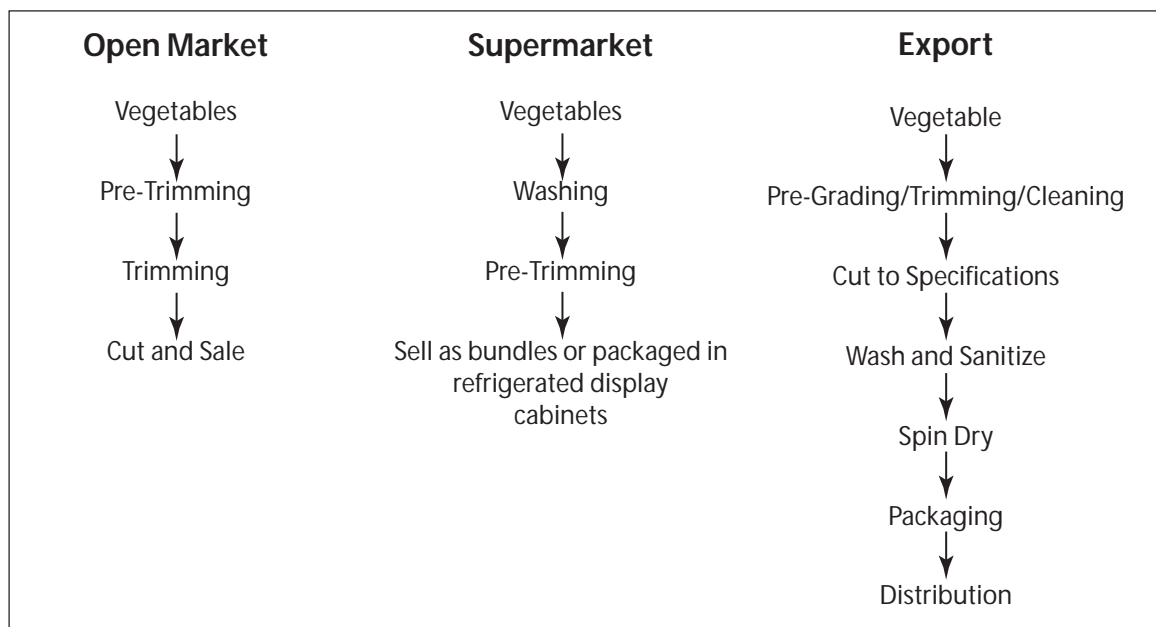 Open Market
Vegetables
Pre-Trimming
Trimming
Cut and Sale
Supermarket
Vegetables
Washing
Pre-Trimming
Sell as bundles or packaged in
refrigerated display
cabinets
Export
Vegetable
Pre-Grading/Trimming/Cleaning
Cut to Specifications
Wash and Sanitize
Spin Dry
Packaging
Distribution